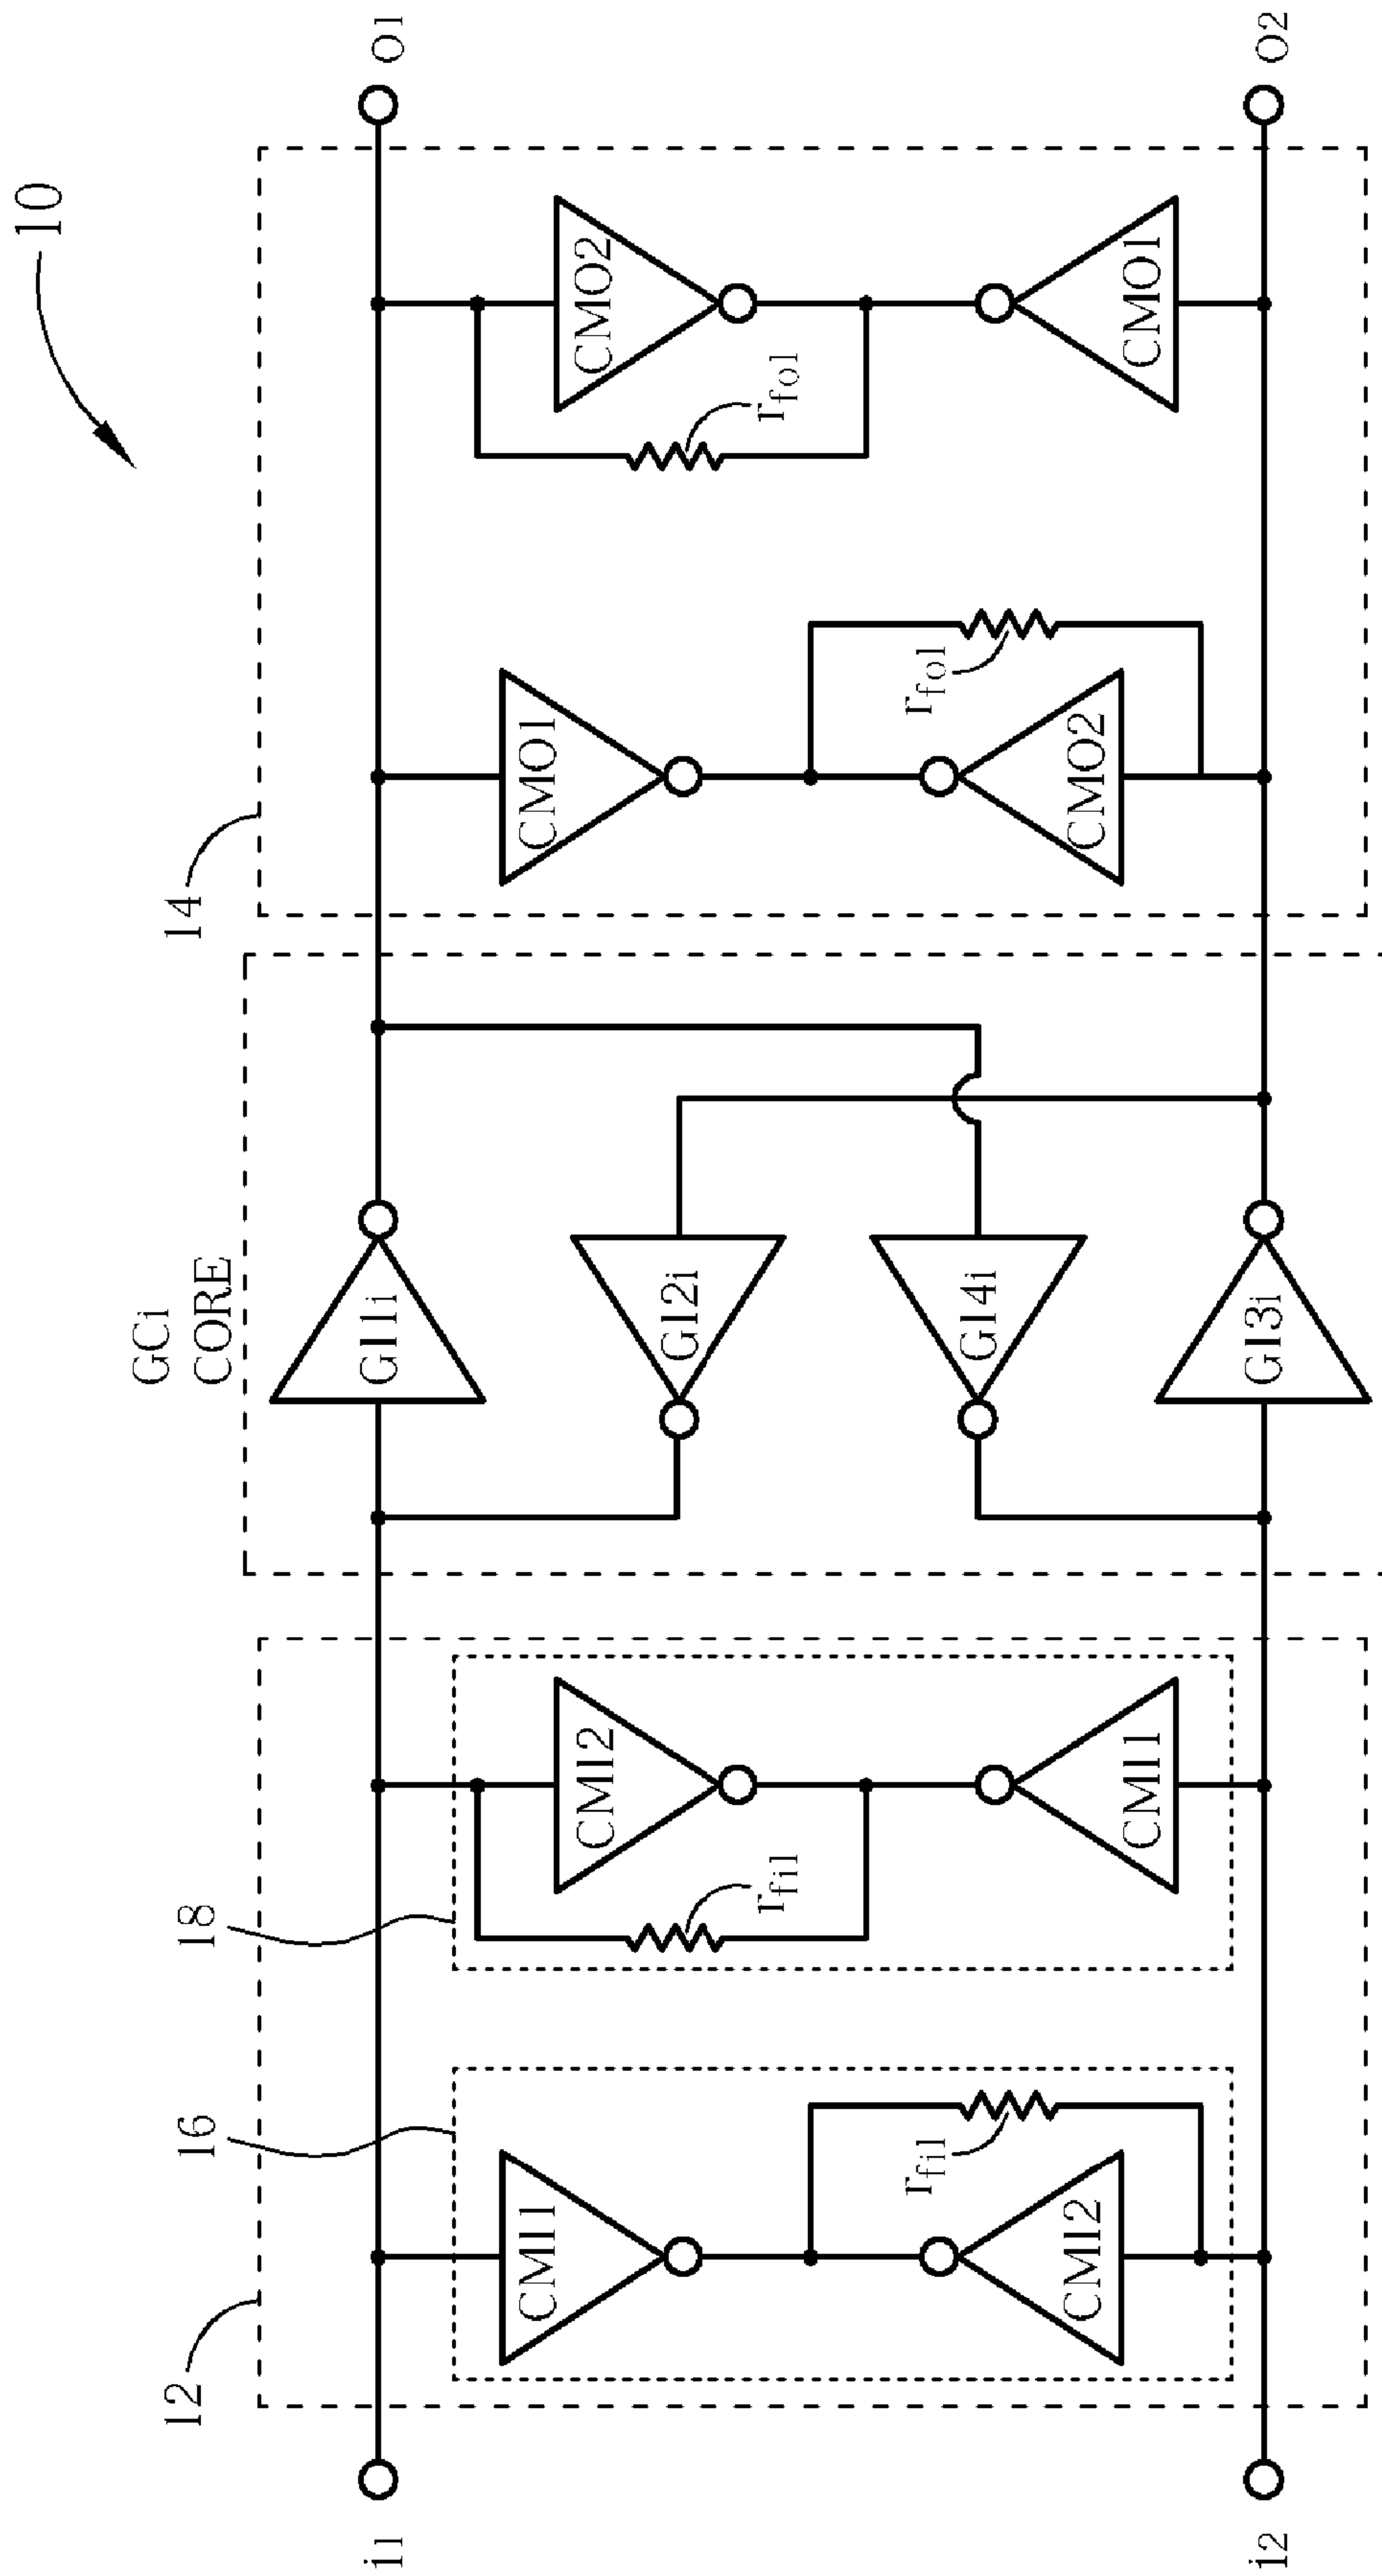 10
GCi
CORE
12
16
18
14
i1
GI1i
O1
CMI1
CMI2
CMO1
CMO2
GI2i
rfi1
rfo1
rfi1
rfo1
GI4i
CMI2
CMI1
CMO2
CMO1
i2
GI3i
O2